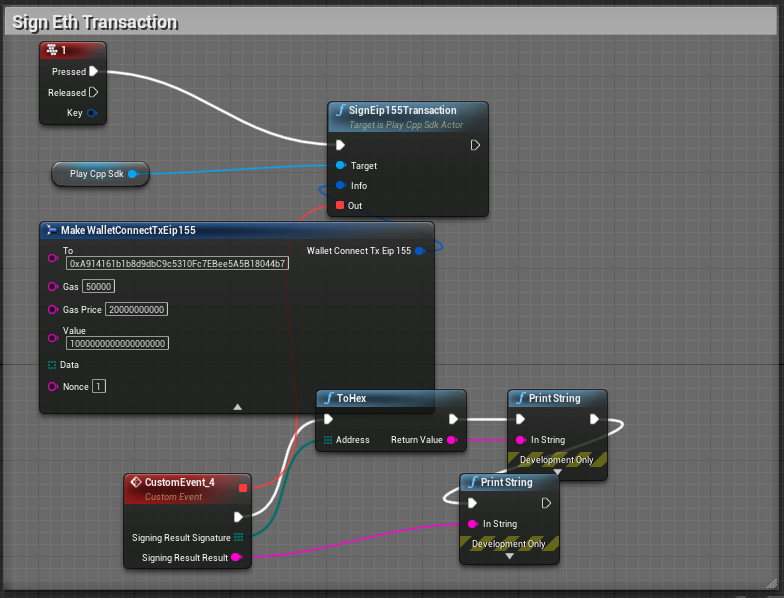 Sign Eth Transaction
1
Pressed
Released
Key
SignEip155Transaction
Target is Play Cpp Sdk Actor
Play Cpp Sdk
Target
Info
Out
Make WalletConnectTxEip155
To
0xA914161b1b8d9dbC9c5310Fc7EBee5A5B18044b7
Wallet Connect Tx Eip 155
Gas 50000
Gas Price 20000000000
Value
1000000000000000000
Data
Nonce 1
ToHex
Address
Return Value
Print String
In String
Development Only
CustomEvent_4
Custom Event
Signing Result Signature
Signing Result Result
Print String
In String
Development Only